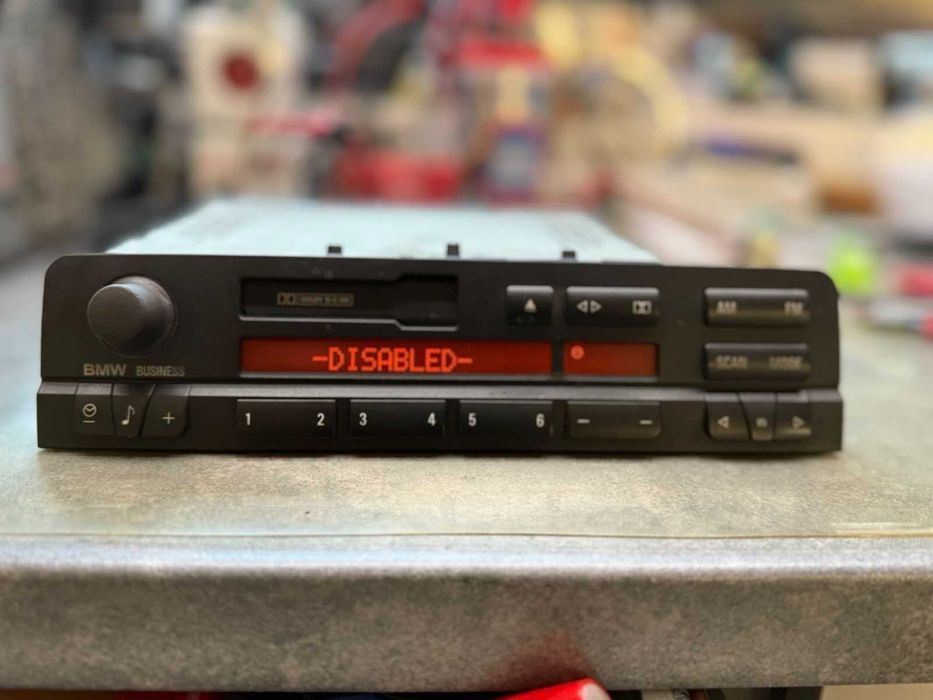 AM FM
-DISABLED-
SCAN MODE
BMW BUSINESS
+ 1 2 3 4 5 6 - -